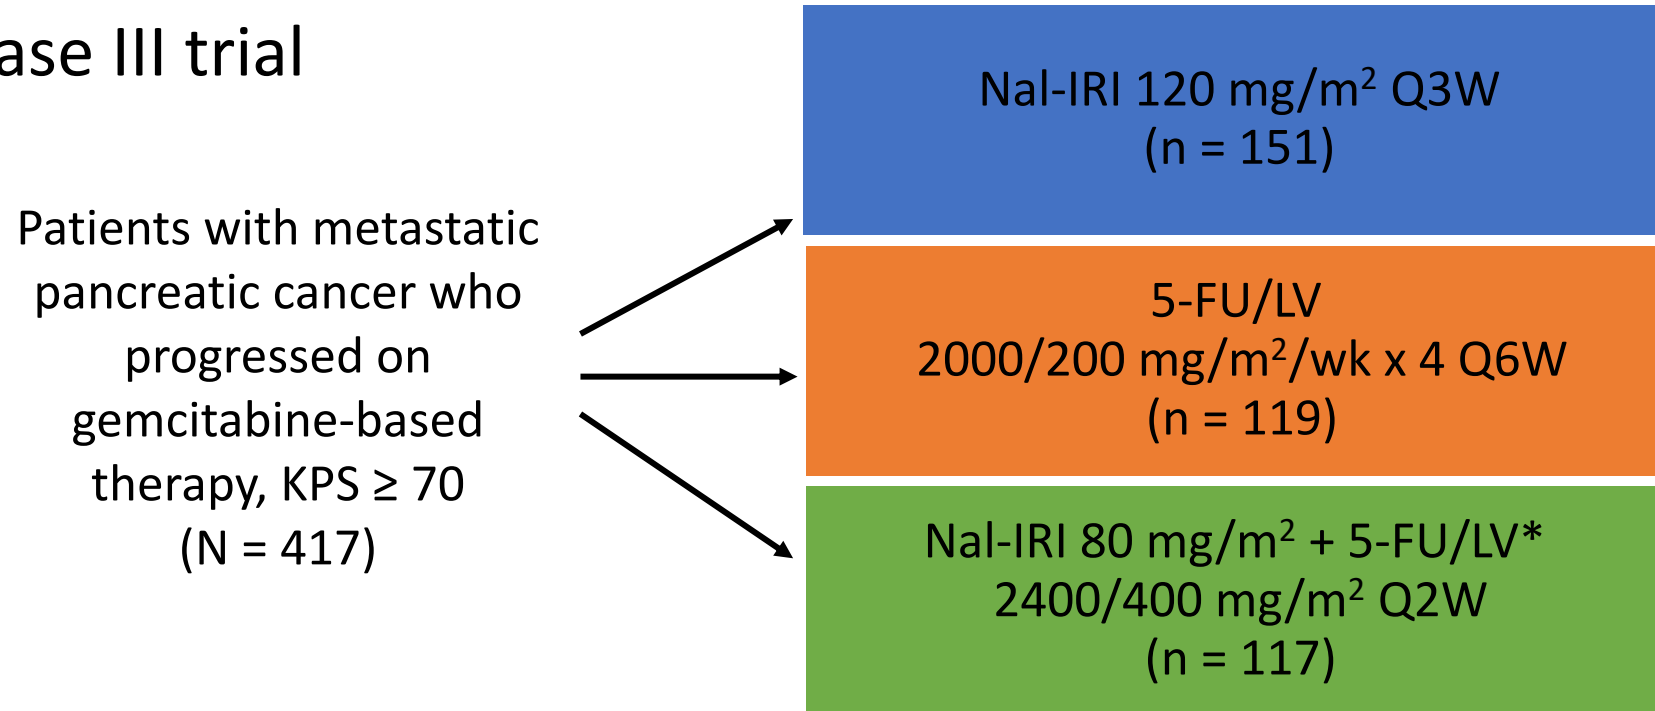 ase III trial
Patients with metastatic
pancreatic cancer who
progressed on
gemcitabine-based
therapy, KPS ≥ 70
(N = 417)
Nal-IRI 120 mg/m² Q3W
(n = 151)
5-FU/LV
2000/200 mg/m²/wk x 4 Q6W
(n = 119)
Nal-IRI 80 mg/m² + 5-FU/LV*
2400/400 mg/m² Q2W
(n = 117)